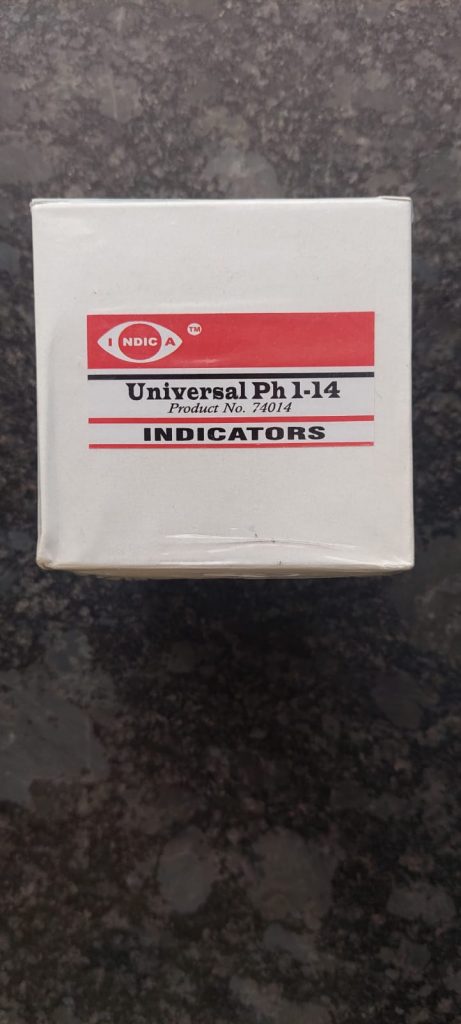 INDICA TM
Universal Ph 1-14
Product No. 74014
INDICATORS